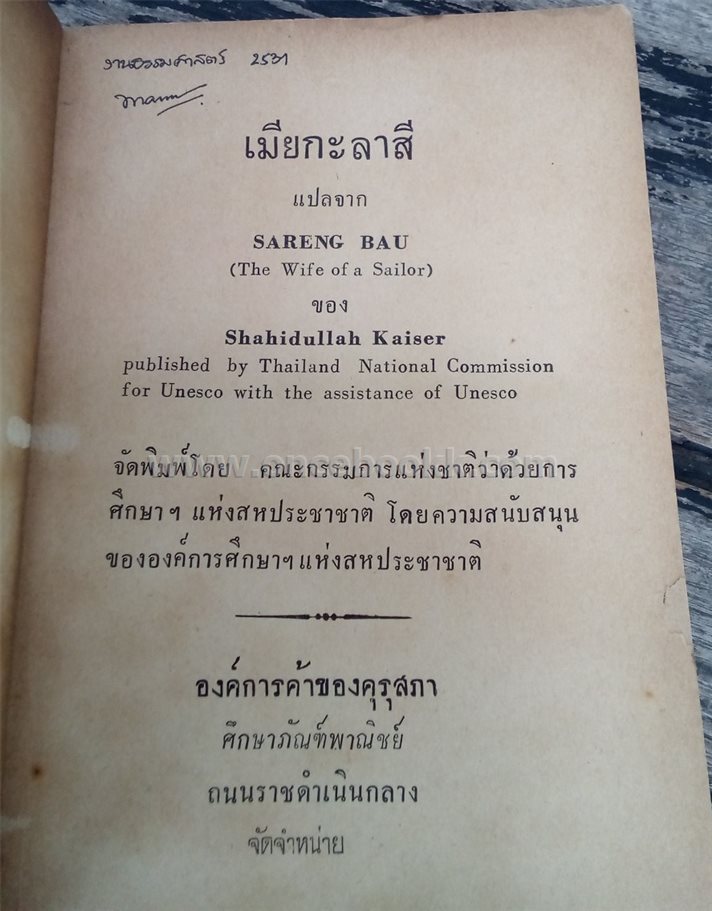 งานธรรมศาสตร์ 2531
เมียกะลาสี
แปลจาก
SARENG BAU
(The Wife of a Sailor)
ของ
Shahidullah Kaiser
published by Thailand National Commission
for Unesco with the assistance of Unesco
จัดพิมพ์โดย คณะกรรมการแห่งชาติว่าด้วยการ
ศึกษาฯ แห่งสหประชาชาติ โดยความสนับสนุน
ขององค์การศึกษาฯ แห่งสหประชาชาติ
องค์การค้าของคุรุสภา
ศึกษาภัณฑ์พาณิชย์
ถนนราชดำเนินกลาง
จัดจำหน่าย